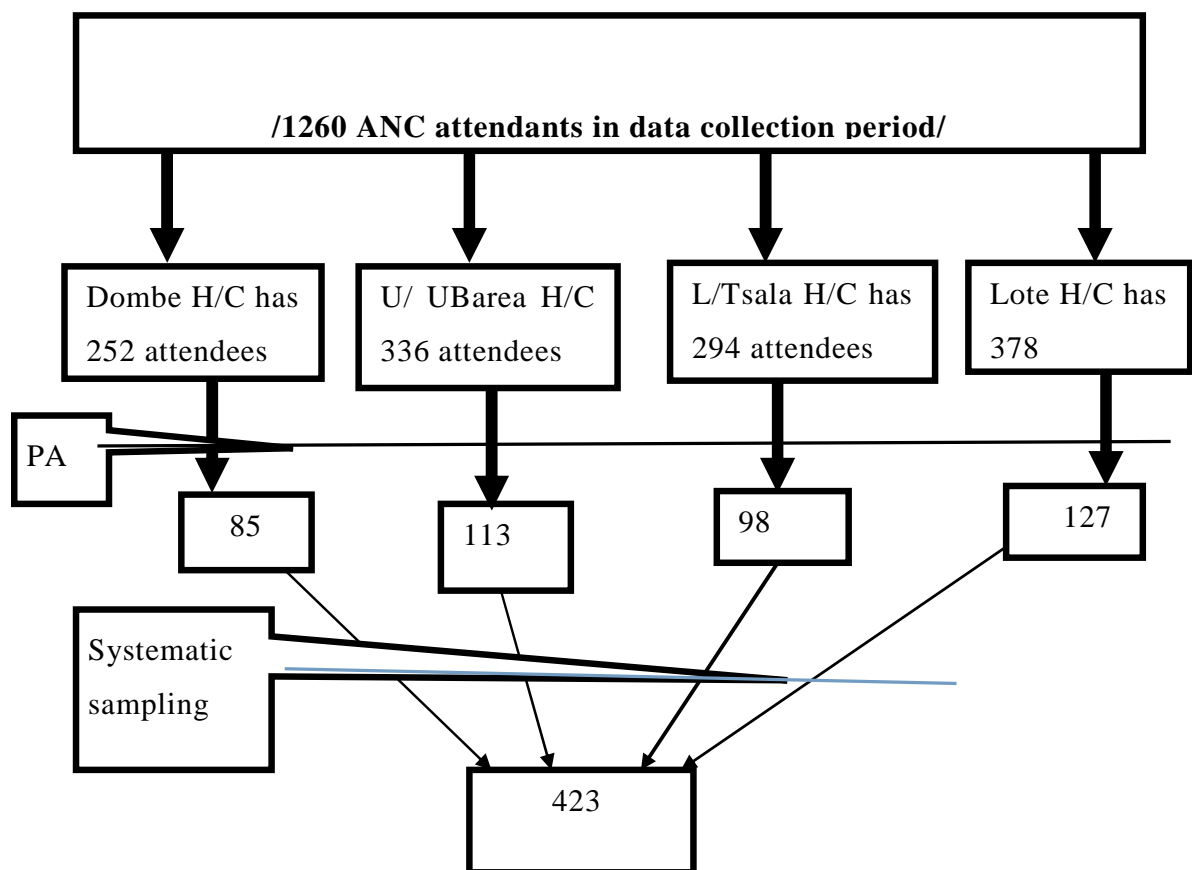 /1260 ANC attendants in data collection period/
Dombe H/C has
252 attendees
U/ UBarea H/C
336 attendees
L/Tsala H/C has
294 attendees
Lote H/C has
378
PA
85
113
98
127
Systematic
sampling
423